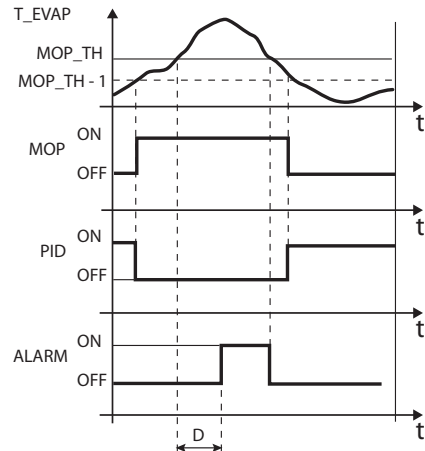 T_EVAP
MOP_TH
MOP_TH - 1
t
MOP
ON
OFF
t
PID
ON
OFF
t
ALARM
ON
OFF
t
D